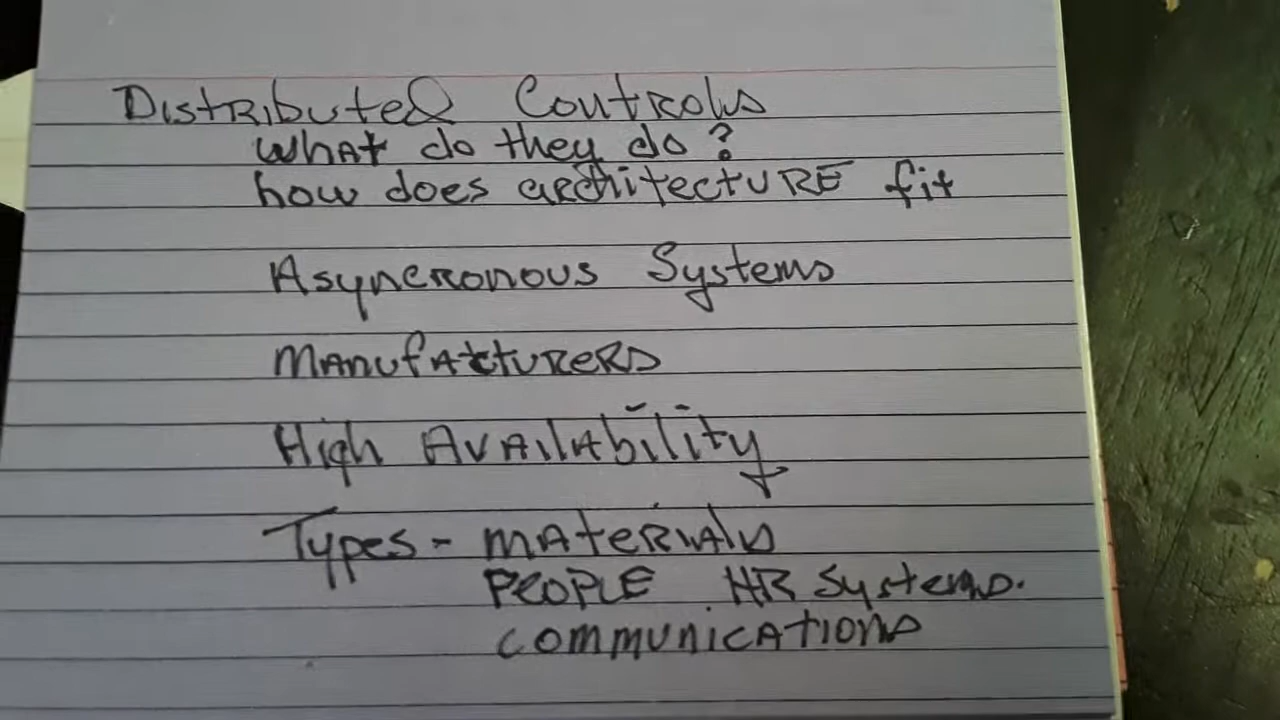 Distributed Controls
what do they do?
how does architecture fit
Asyncronous Systems
Manufacturers
High Availability
Types - materials
People HR Systems.
communications